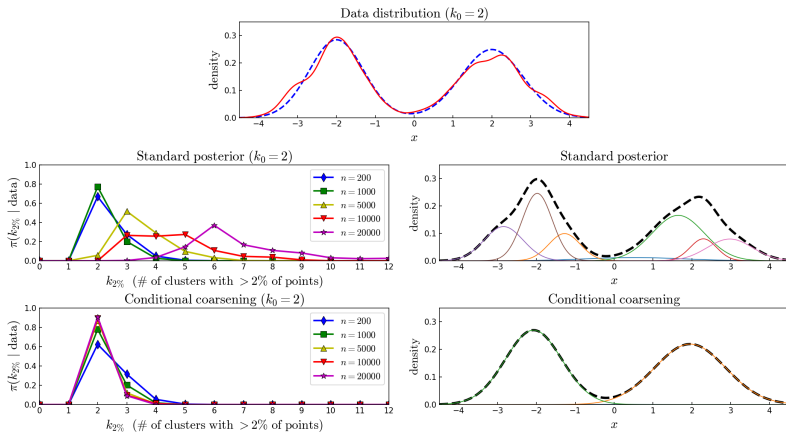 Data distribution (k₀ = 2)
0.3
0.2
0.1
0.0
density
−4 −3 −2 −1 0 1 2 3 4
x
Standard posterior (k₀ = 2)
1.0
0.8
0.6
0.4
0.2
0.0
π(k₂% | data)
n = 200
n = 1000
n = 5000
n = 10000
n = 20000
0 1 2 3 4 5 6 7 8 9 10 11 12
k₂% (# of clusters with > 2% of points)
Standard posterior
0.3
0.2
0.1
0.0
density
−4 −3 −2 −1 0 1 2 3 4
x
Conditional coarsening (k₀ = 2)
1.0
0.8
0.6
0.4
0.2
0.0
π(k₂% | data)
n = 200
n = 1000
n = 5000
n = 10000
n = 20000
0 1 2 3 4 5 6 7 8 9 10 11 12
k₂% (# of clusters with > 2% of points)
Conditional coarsening
0.3
0.2
0.1
0.0
density
−4 −3 −2 −1 0 1 2 3 4
x